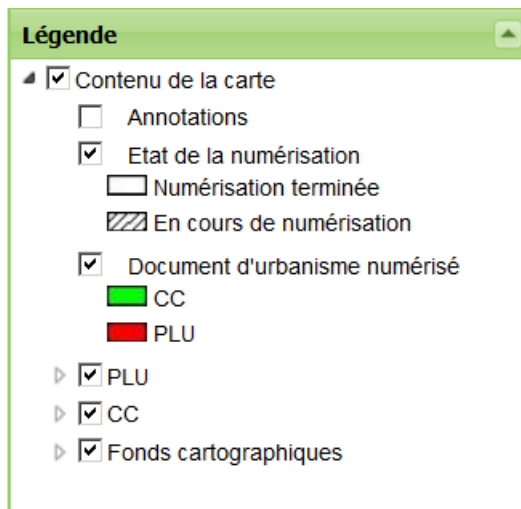 Légende
Contenu de la carte
Annotations
Etat de la numérisation
Numérisation terminée
En cours de numérisation
Document d'urbanisme numérisé
CC
PLU
PLU
CC
Fonds cartographiques